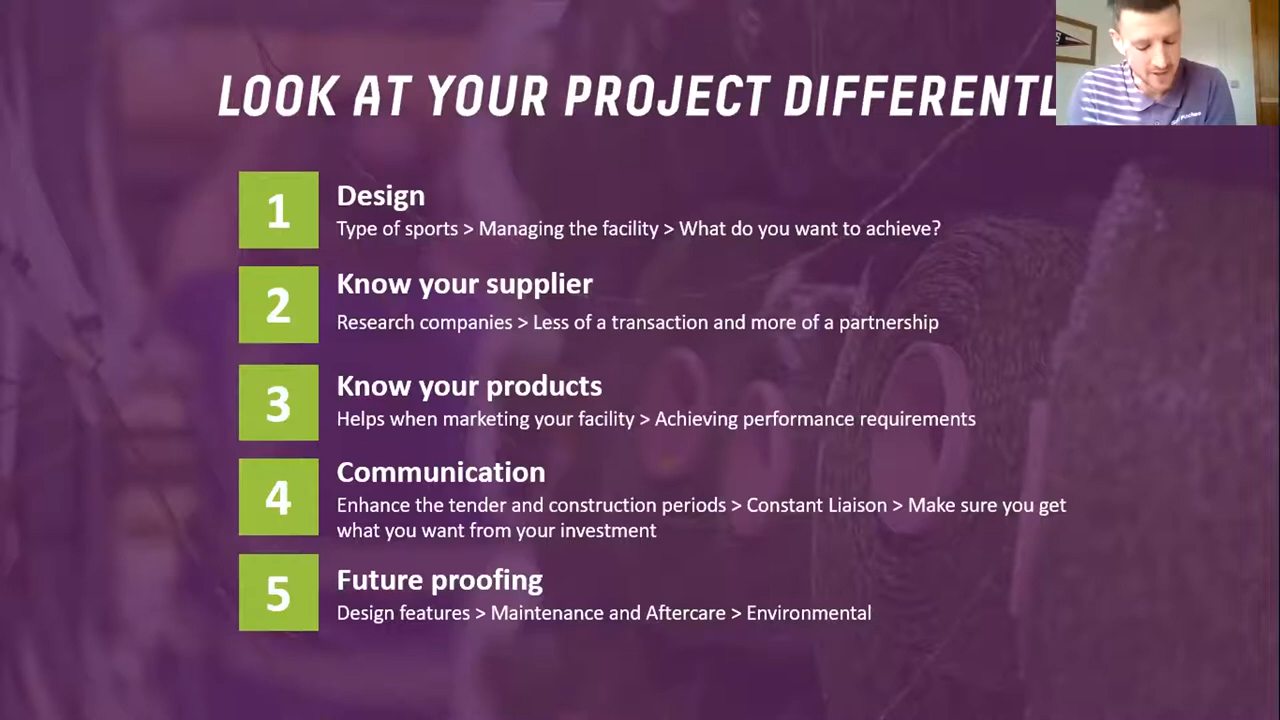 LOOK AT YOUR PROJECT DIFFERENTL
1
Design
Type of sports > Managing the facility > What do you want to achieve?
2
Know your supplier
Research companies > Less of a transaction and more of a partnership
3
Know your products
Helps when marketing your facility > Achieving performance requirements
4
Communication
Enhance the tender and construction periods > Constant Liaison > Make sure you get
what you want from your investment
5
Future proofing
Design features > Maintenance and Aftercare > Environmental